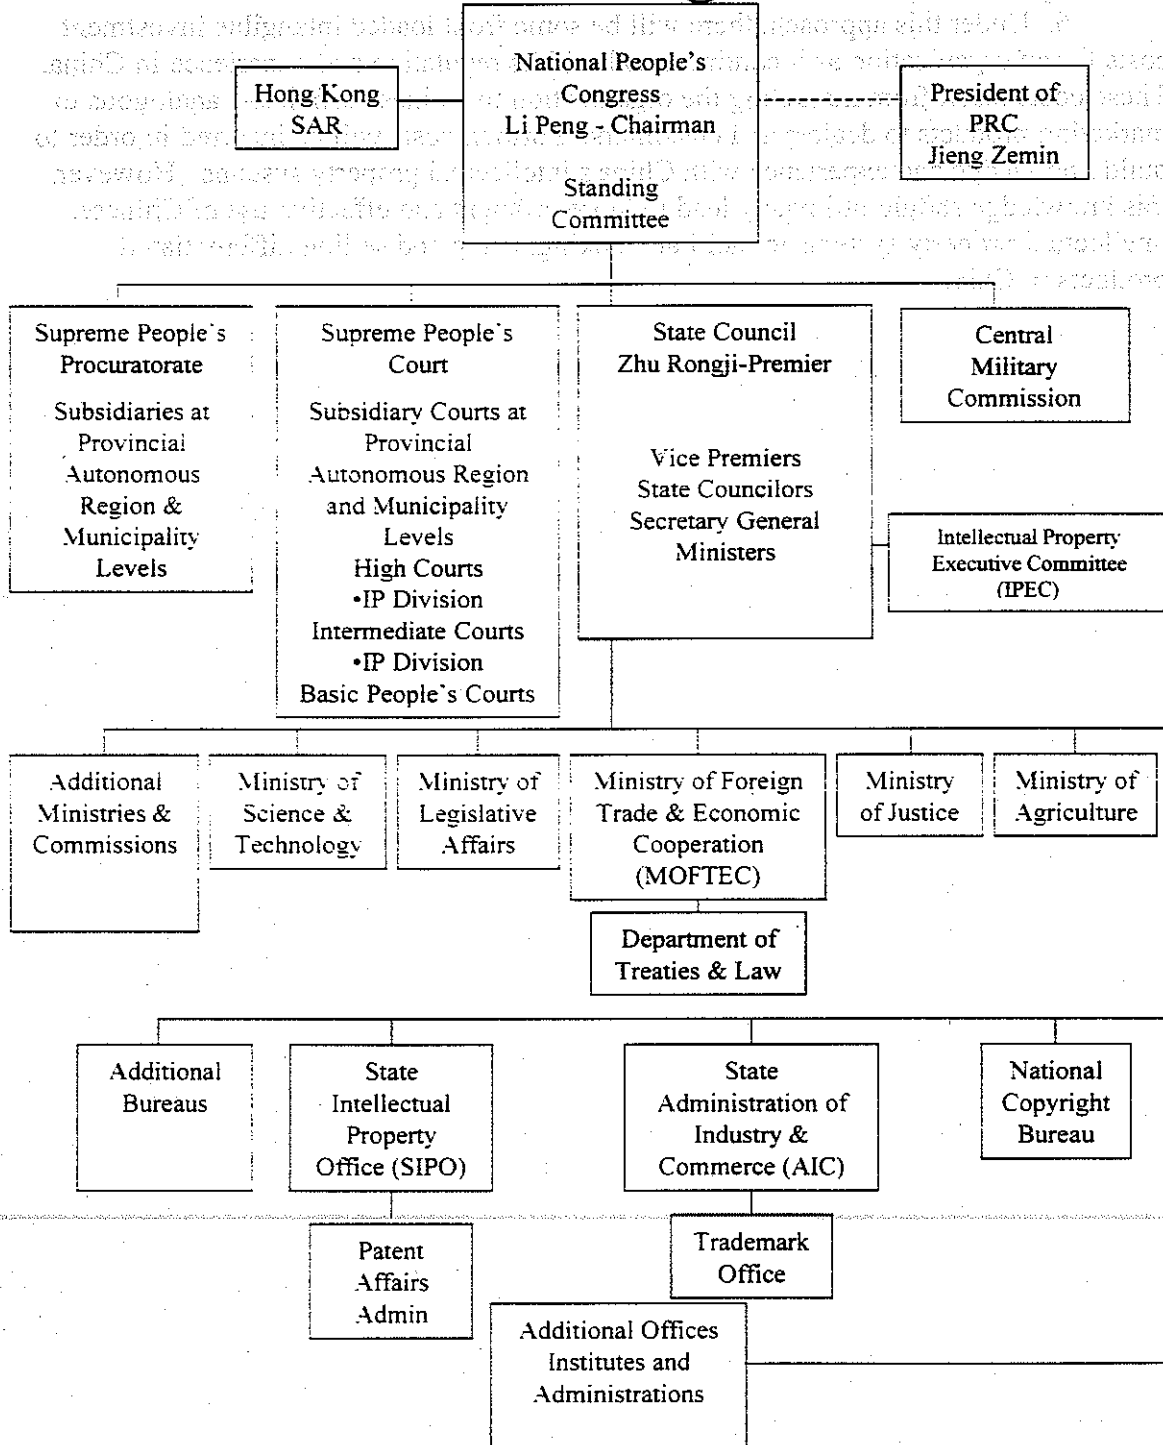 National People's
Congress
Li Peng - Chairman
Standing
Committee
Hong Kong
SAR
President of
PRC
Jieng Zemin
Supreme People's
Procuratorate
Subsidiaries at
Provincial
Autonomous
Region &
Municipality
Levels
Supreme People's
Court
Subsidiary Courts at
Provincial
Autonomous Region
and Municipality
Levels
High Courts
•IP Division
Intermediate Courts
•IP Division
Basic People's Courts
State Council
Zhu Rongji-Premier
Vice Premiers
State Councilors
Secretary General
Ministers
Central
Military
Commission
Intellectual Property
Executive Committee
(IPEC)
Additional
Ministries &
Commissions
Ministry of
Science &
Technology
Ministry of
Legislative
Affairs
Ministry of Foreign
Trade & Economic
Cooperation
(MOFTEC)
Ministry
of Justice
Ministry of
Agriculture
Department of
Treaties & Law
Additional
Bureaus
State
Intellectual
Property
Office (SIPO)
State
Administration of
Industry &
Commerce (AIC)
National
Copyright
Bureau
Patent
Affairs
Admin
Trademark
Office
Additional Offices
Institutes and
Administrations